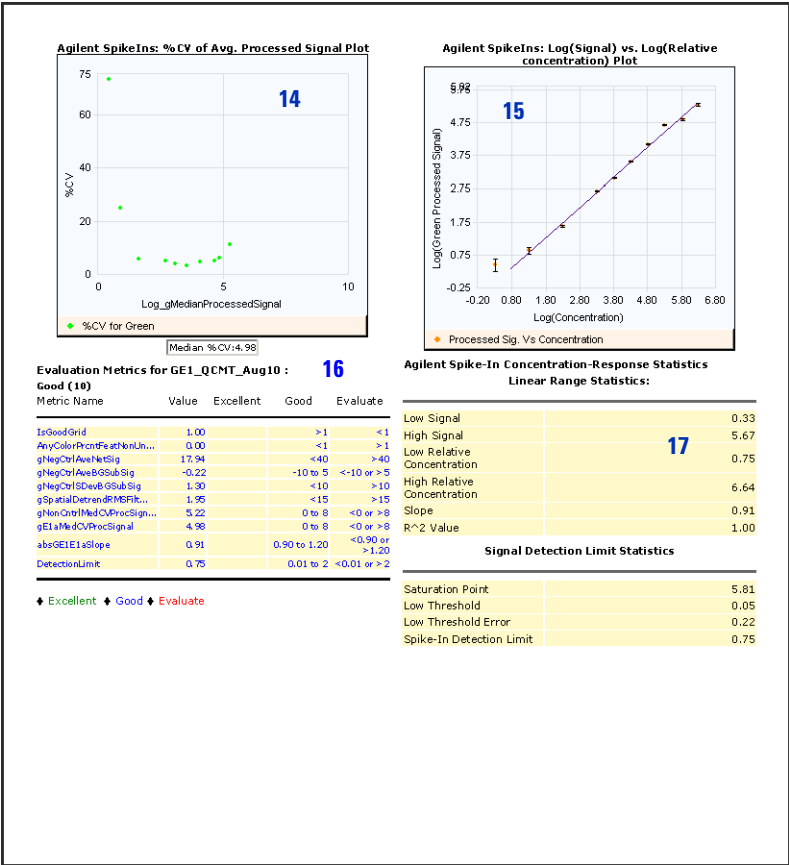 Agilent SpikeIns: %CV of Avg. Processed Signal Plot
75
60
40
20
0
%CV
14
0
5
10
Log_gMedianProcessedSignal
%CV for Green
Median %CV:4.98
Agilent SpikeIns: Log(Signal) vs. Log(Relative
concentration) Plot
4.75
3.75
2.75
1.75
0.75
-0.25
Log(Green Processed Signal)
15
-0.20 0.80 1.80 2.80 3.80 4.80 5.80 6.80
Log(Concentration)
Processed Sig. Vs Concentration
Evaluation Metrics for GE1_QCMT_Aug10 :
16
Good (10)
Metric Name Value Excellent Good Evaluate
IsGoodGrid 1.00 >1 <1
AnyColorPrcntFeatNonUn... 0.00 <1 >1
gNegCtrlAveNetSig 17.94 <40 >40
gNegCtrlAveBGSubSig -0.22 -10 to 5 <-10 or >5
gNegCtrlSDevBGSubSig 1.30 <10 >10
gSpatialDetrendRMSFilt... 1.95 <15 >15
gNonCntrlMedCVProcSign... 5.22 0 to 8 <0 or >8
gE1aMedCVProcSignal 4.98 0 to 8 <0 or >8
absGE1E1aSlope 0.91 0.90 to 1.20 <0.90 or
>1.20
DetectionLimit 0.75 0.01 to 2 <0.01 or >2
Excellent Good Evaluate
Agilent Spike-In Concentration-Response Statistics
Linear Range Statistics:
17
Low Signal 0.33
High Signal 5.67
Low Relative
Concentration 0.75
High Relative
Concentration 6.64
Slope 0.91
R^2 Value 1.00
Signal Detection Limit Statistics
Saturation Point 5.81
Low Threshold 0.05
Low Threshold Error 0.22
Spike-In Detection Limit 0.75